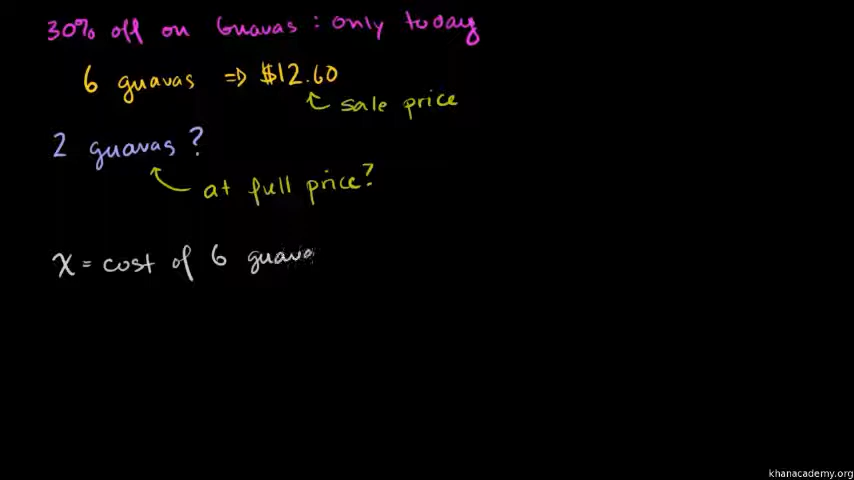 30% off on Guavas : only today
6 guavas ⇒ $12.60
sale price
2 guavas ?
at full price?
x = cost of 6 guava
khanacademy.org